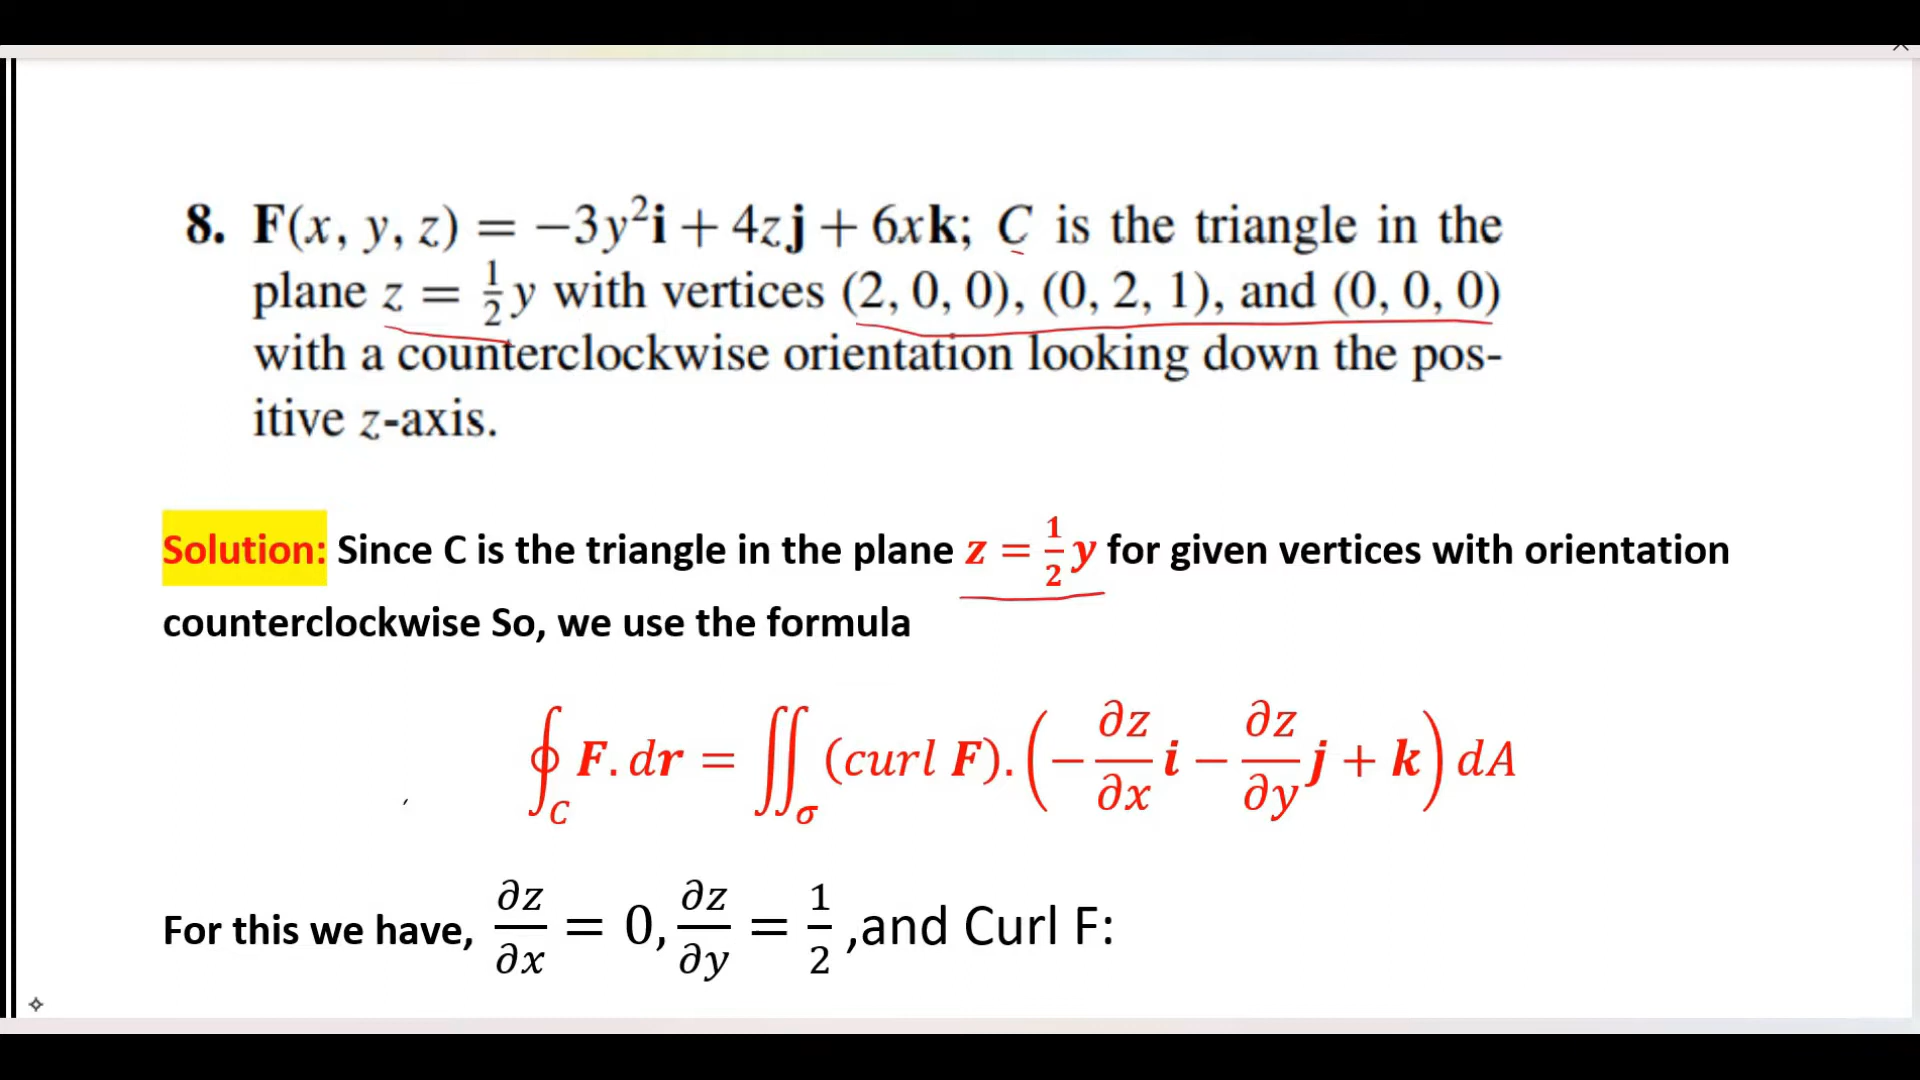 8. F(x, y, z) = −3y²i + 4zj + 6xk; C is the triangle in the
plane z = ½y with vertices (2, 0, 0), (0, 2, 1), and (0, 0, 0)
with a counterclockwise orientation looking down the pos-
itive z-axis.
Solution: Since C is the triangle in the plane z = ½y for given vertices with orientation
counterclockwise So, we use the formula
∮_C F. dr = ∬_σ (curl F). (−∂z/∂x i − ∂z/∂y j + k) dA
For this we have, ∂z/∂x = 0, ∂z/∂y = 1/2 ,and Curl F: